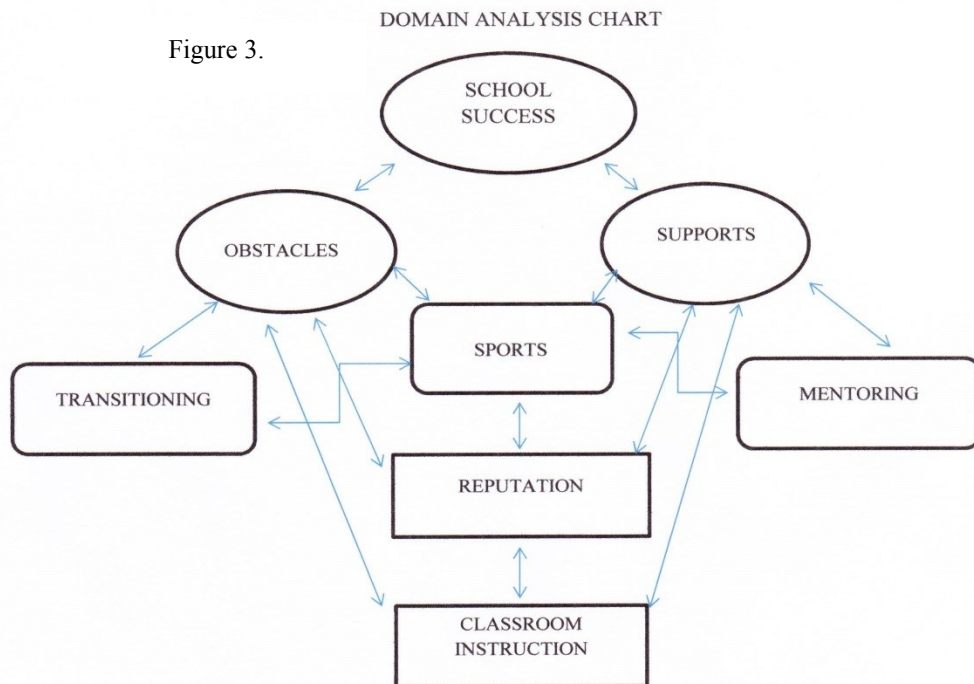 DOMAIN ANALYSIS CHART
Figure 3.
SCHOOL
SUCCESS
OBSTACLES
SUPPORTS
SPORTS
TRANSITIONING
MENTORING
REPUTATION
CLASSROOM
INSTRUCTION